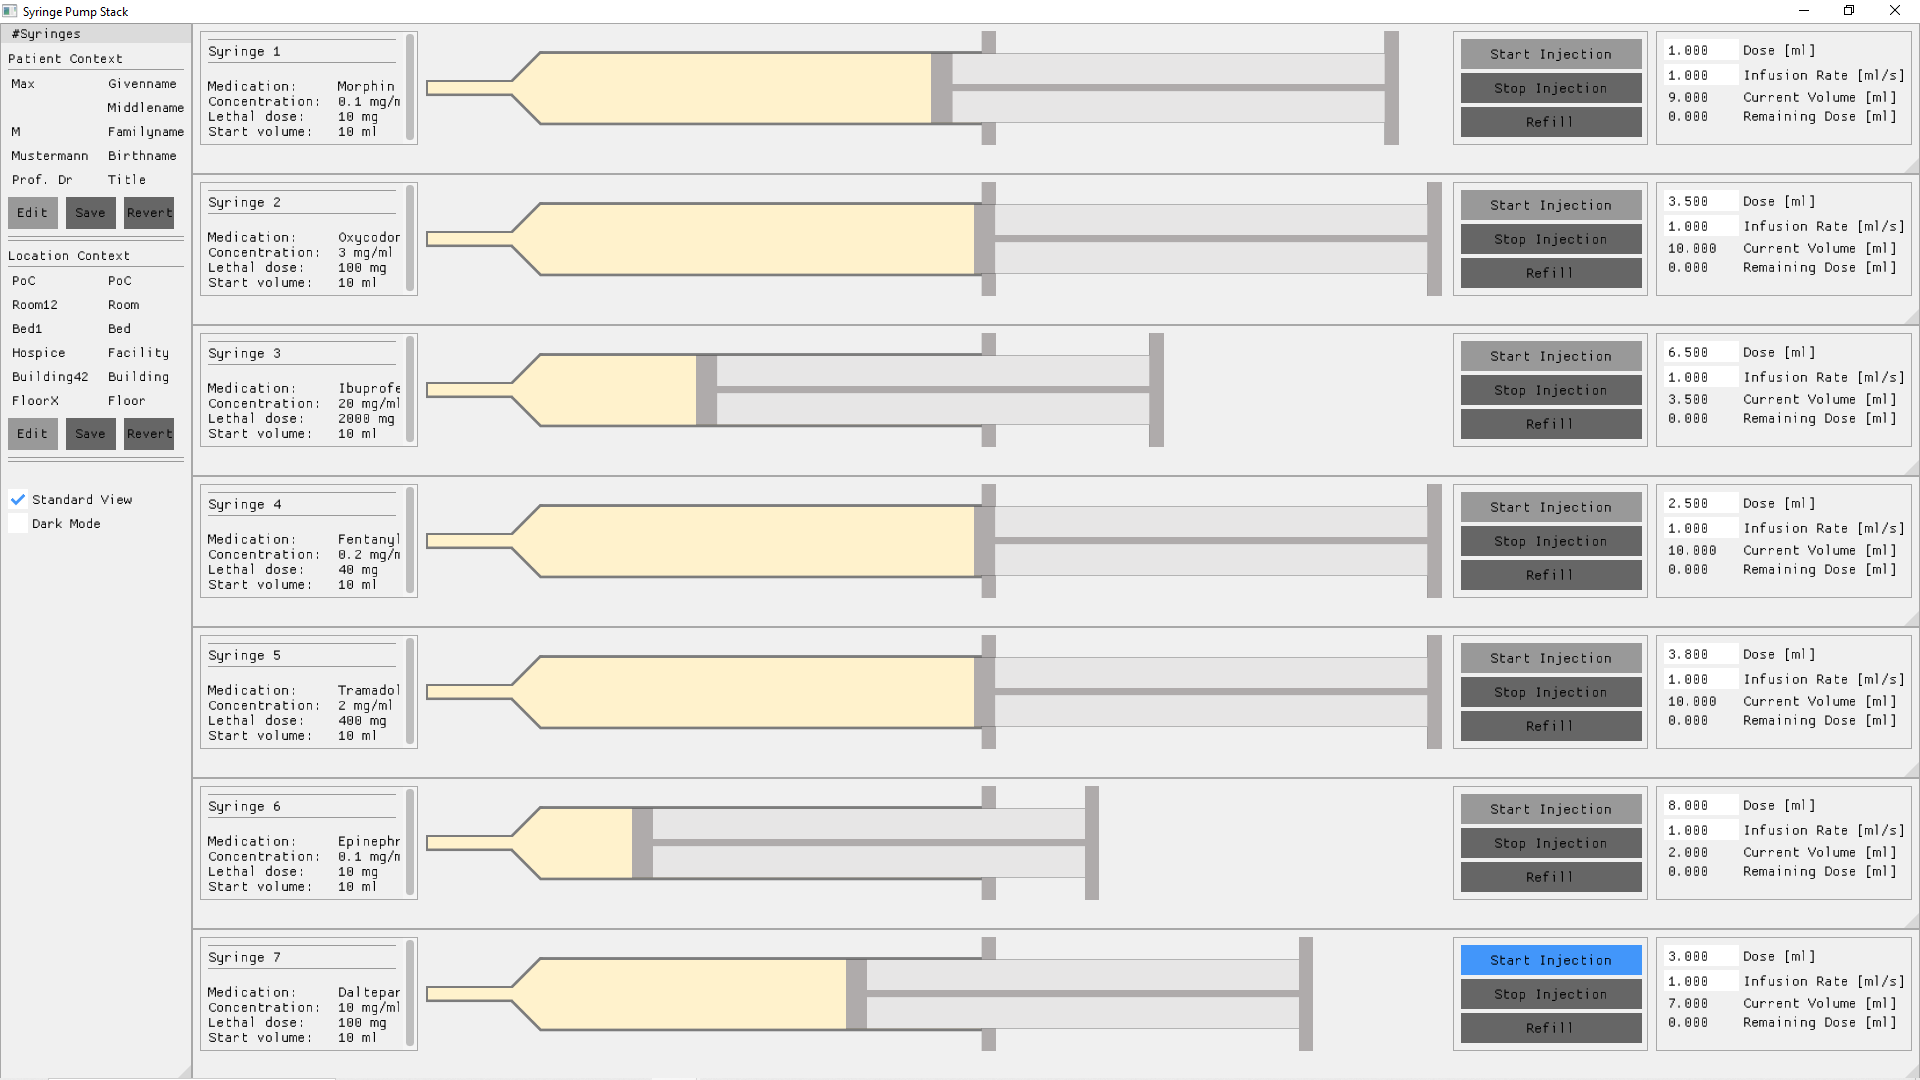 Syringe Pump Stack
#Syringes
Patient Context
Max Givenname
Middlename
M Familyname
Mustermann Birthname
Prof. Dr Title
Edit Save Revert
Location Context
PoC PoC
Room12 Room
Bed1 Bed
Hospice Facility
Building42 Building
FloorX Floor
Edit Save Revert
Standard View
Dark Mode
Syringe 1
Medication: Morphin
Concentration: 0.1 mg/m
Lethal dose: 10 mg
Start volume: 10 ml
Start Injection
Stop Injection
Refill
1.000 Dose [ml]
1.000 Infusion Rate [ml/s]
9.000 Current Volume [ml]
0.000 Remaining Dose [ml]
Syringe 2
Medication: Oxycodon
Concentration: 3 mg/ml
Lethal dose: 100 mg
Start volume: 10 ml
Start Injection
Stop Injection
Refill
3.500 Dose [ml]
1.000 Infusion Rate [ml/s]
10.000 Current Volume [ml]
0.000 Remaining Dose [ml]
Syringe 3
Medication: Ibuprofe
Concentration: 20 mg/ml
Lethal dose: 2000 mg
Start volume: 10 ml
Start Injection
Stop Injection
Refill
6.500 Dose [ml]
1.000 Infusion Rate [ml/s]
3.500 Current Volume [ml]
0.000 Remaining Dose [ml]
Syringe 4
Medication: Fentanyl
Concentration: 0.2 mg/m
Lethal dose: 40 mg
Start volume: 10 ml
Start Injection
Stop Injection
Refill
2.500 Dose [ml]
1.000 Infusion Rate [ml/s]
10.000 Current Volume [ml]
0.000 Remaining Dose [ml]
Syringe 5
Medication: Tramadol
Concentration: 2 mg/ml
Lethal dose: 400 mg
Start volume: 10 ml
Start Injection
Stop Injection
Refill
3.800 Dose [ml]
1.000 Infusion Rate [ml/s]
10.000 Current Volume [ml]
0.000 Remaining Dose [ml]
Syringe 6
Medication: Epinephr
Concentration: 0.1 mg/m
Lethal dose: 10 mg
Start volume: 10 ml
Start Injection
Stop Injection
Refill
8.000 Dose [ml]
1.000 Infusion Rate [ml/s]
2.000 Current Volume [ml]
0.000 Remaining Dose [ml]
Syringe 7
Medication: Daltepar
Concentration: 10 mg/ml
Lethal dose: 100 mg
Start volume: 10 ml
Start Injection
Stop Injection
Refill
3.000 Dose [ml]
1.000 Infusion Rate [ml/s]
7.000 Current Volume [ml]
0.000 Remaining Dose [ml]